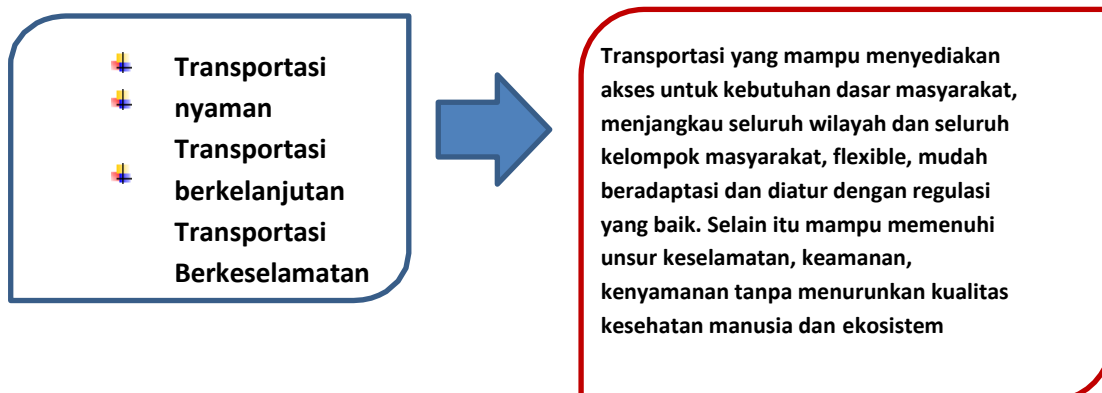 Transportasi
nyaman
Transportasi
berkelanjutan
Transportasi
Berkeselamatan
Transportasi yang mampu menyediakan
akses untuk kebutuhan dasar masyarakat,
menjangkau seluruh wilayah dan seluruh
kelompok masyarakat, flexible, mudah
beradaptasi dan diatur dengan regulasi
yang baik. Selain itu mampu memenuhi
unsur keselamatan, keamanan,
kenyamanan tanpa menurunkan kualitas
kesehatan manusia dan ekosistem